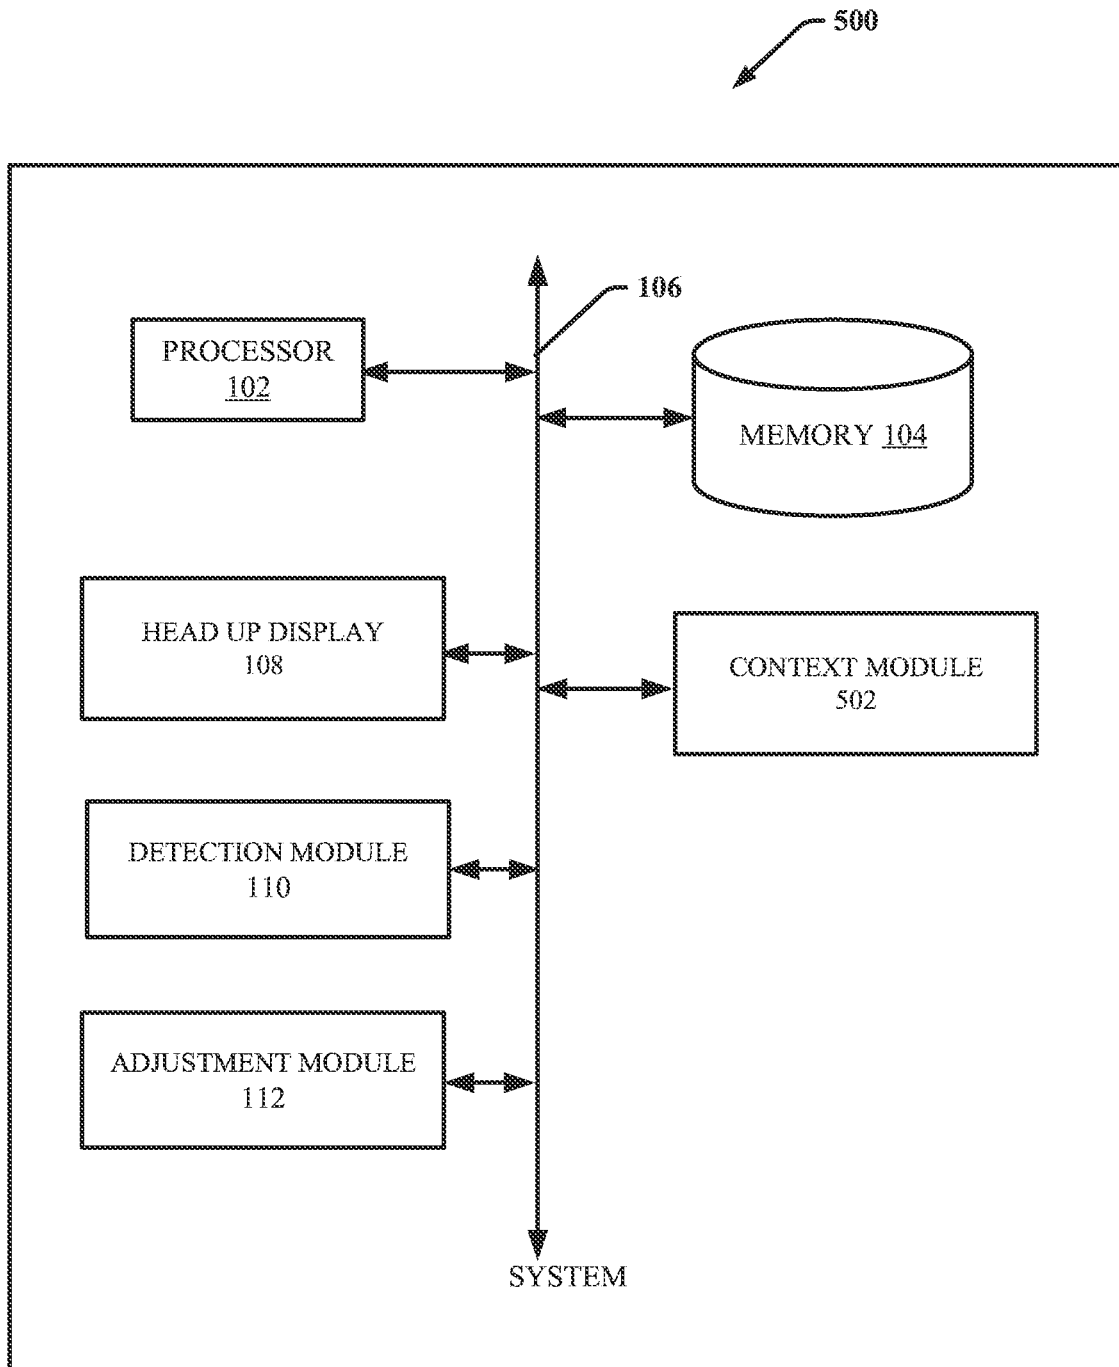 500
106
PROCESSOR
102
MEMORY 104
HEAD UP DISPLAY
108
CONTEXT MODULE
502
DETECTION MODULE
110
ADJUSTMENT MODULE
112
SYSTEM